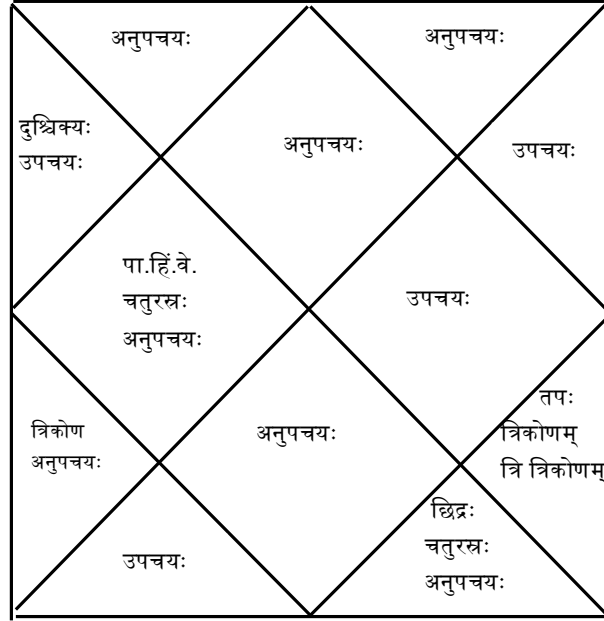 अनुपचयः
अनुपचयः
दुश्चिक्यः
उपचयः
अनुपचयः
उपचयः
पा.हिं.वे.
चतुरस्रः
अनुपचयः
उपचयः
त्रिकोण
अनुपचयः
अनुपचयः
तपः
त्रिकोणम्
त्रि त्रिकोणम्
उपचयः
छिद्रः
चतुरस्रः
अनुपचयः